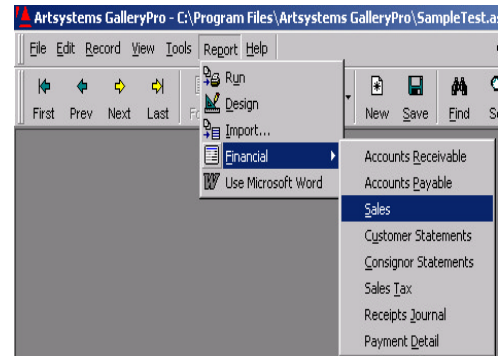 Artsystems GalleryPro - C:\Program Files\Artsystems GalleryPro\SampleTest.a
File Edit Record View Tools Report Help
First Prev Next Last New Save Find
Run
Design
Import...
Financial
Use Microsoft Word
Accounts Receivable
Accounts Payable
Sales
Customer Statements
Consignor Statements
Sales Tax
Receipts Journal
Payment Detail